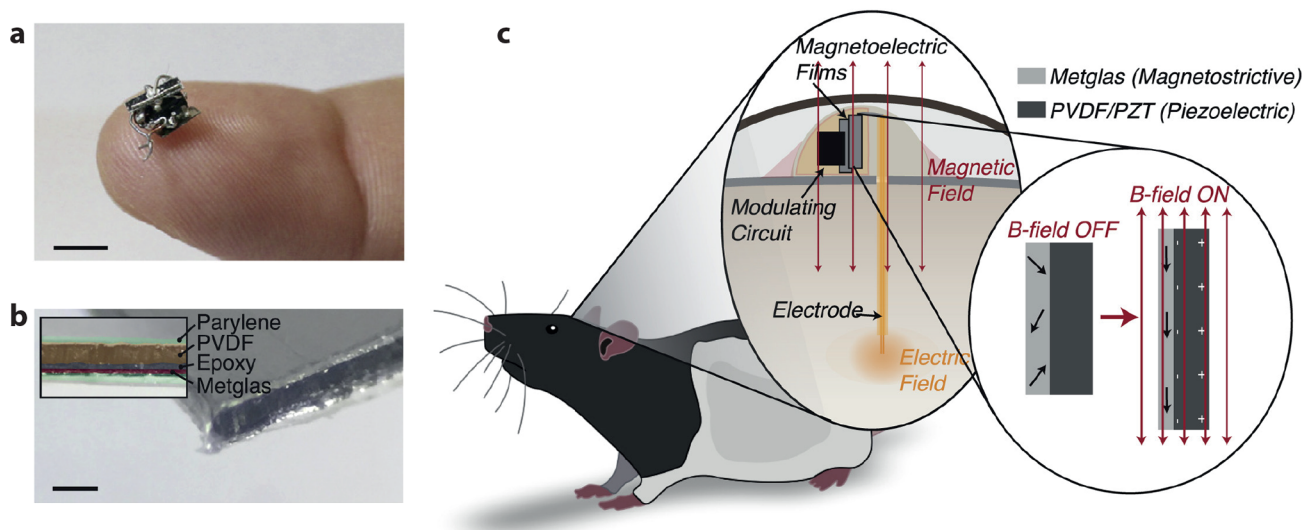 a
b
Parylene
PVDF
Epoxy
Metglas
c
Magnetoelectric
Films
Magnetic
Field
Modulating
Circuit
Electrode
Electric
Field
Metglas (Magnetostrictive)
PVDF/PZT (Piezoelectric)
B-field OFF
B-field ON
- +
- +
- +
- +
- +